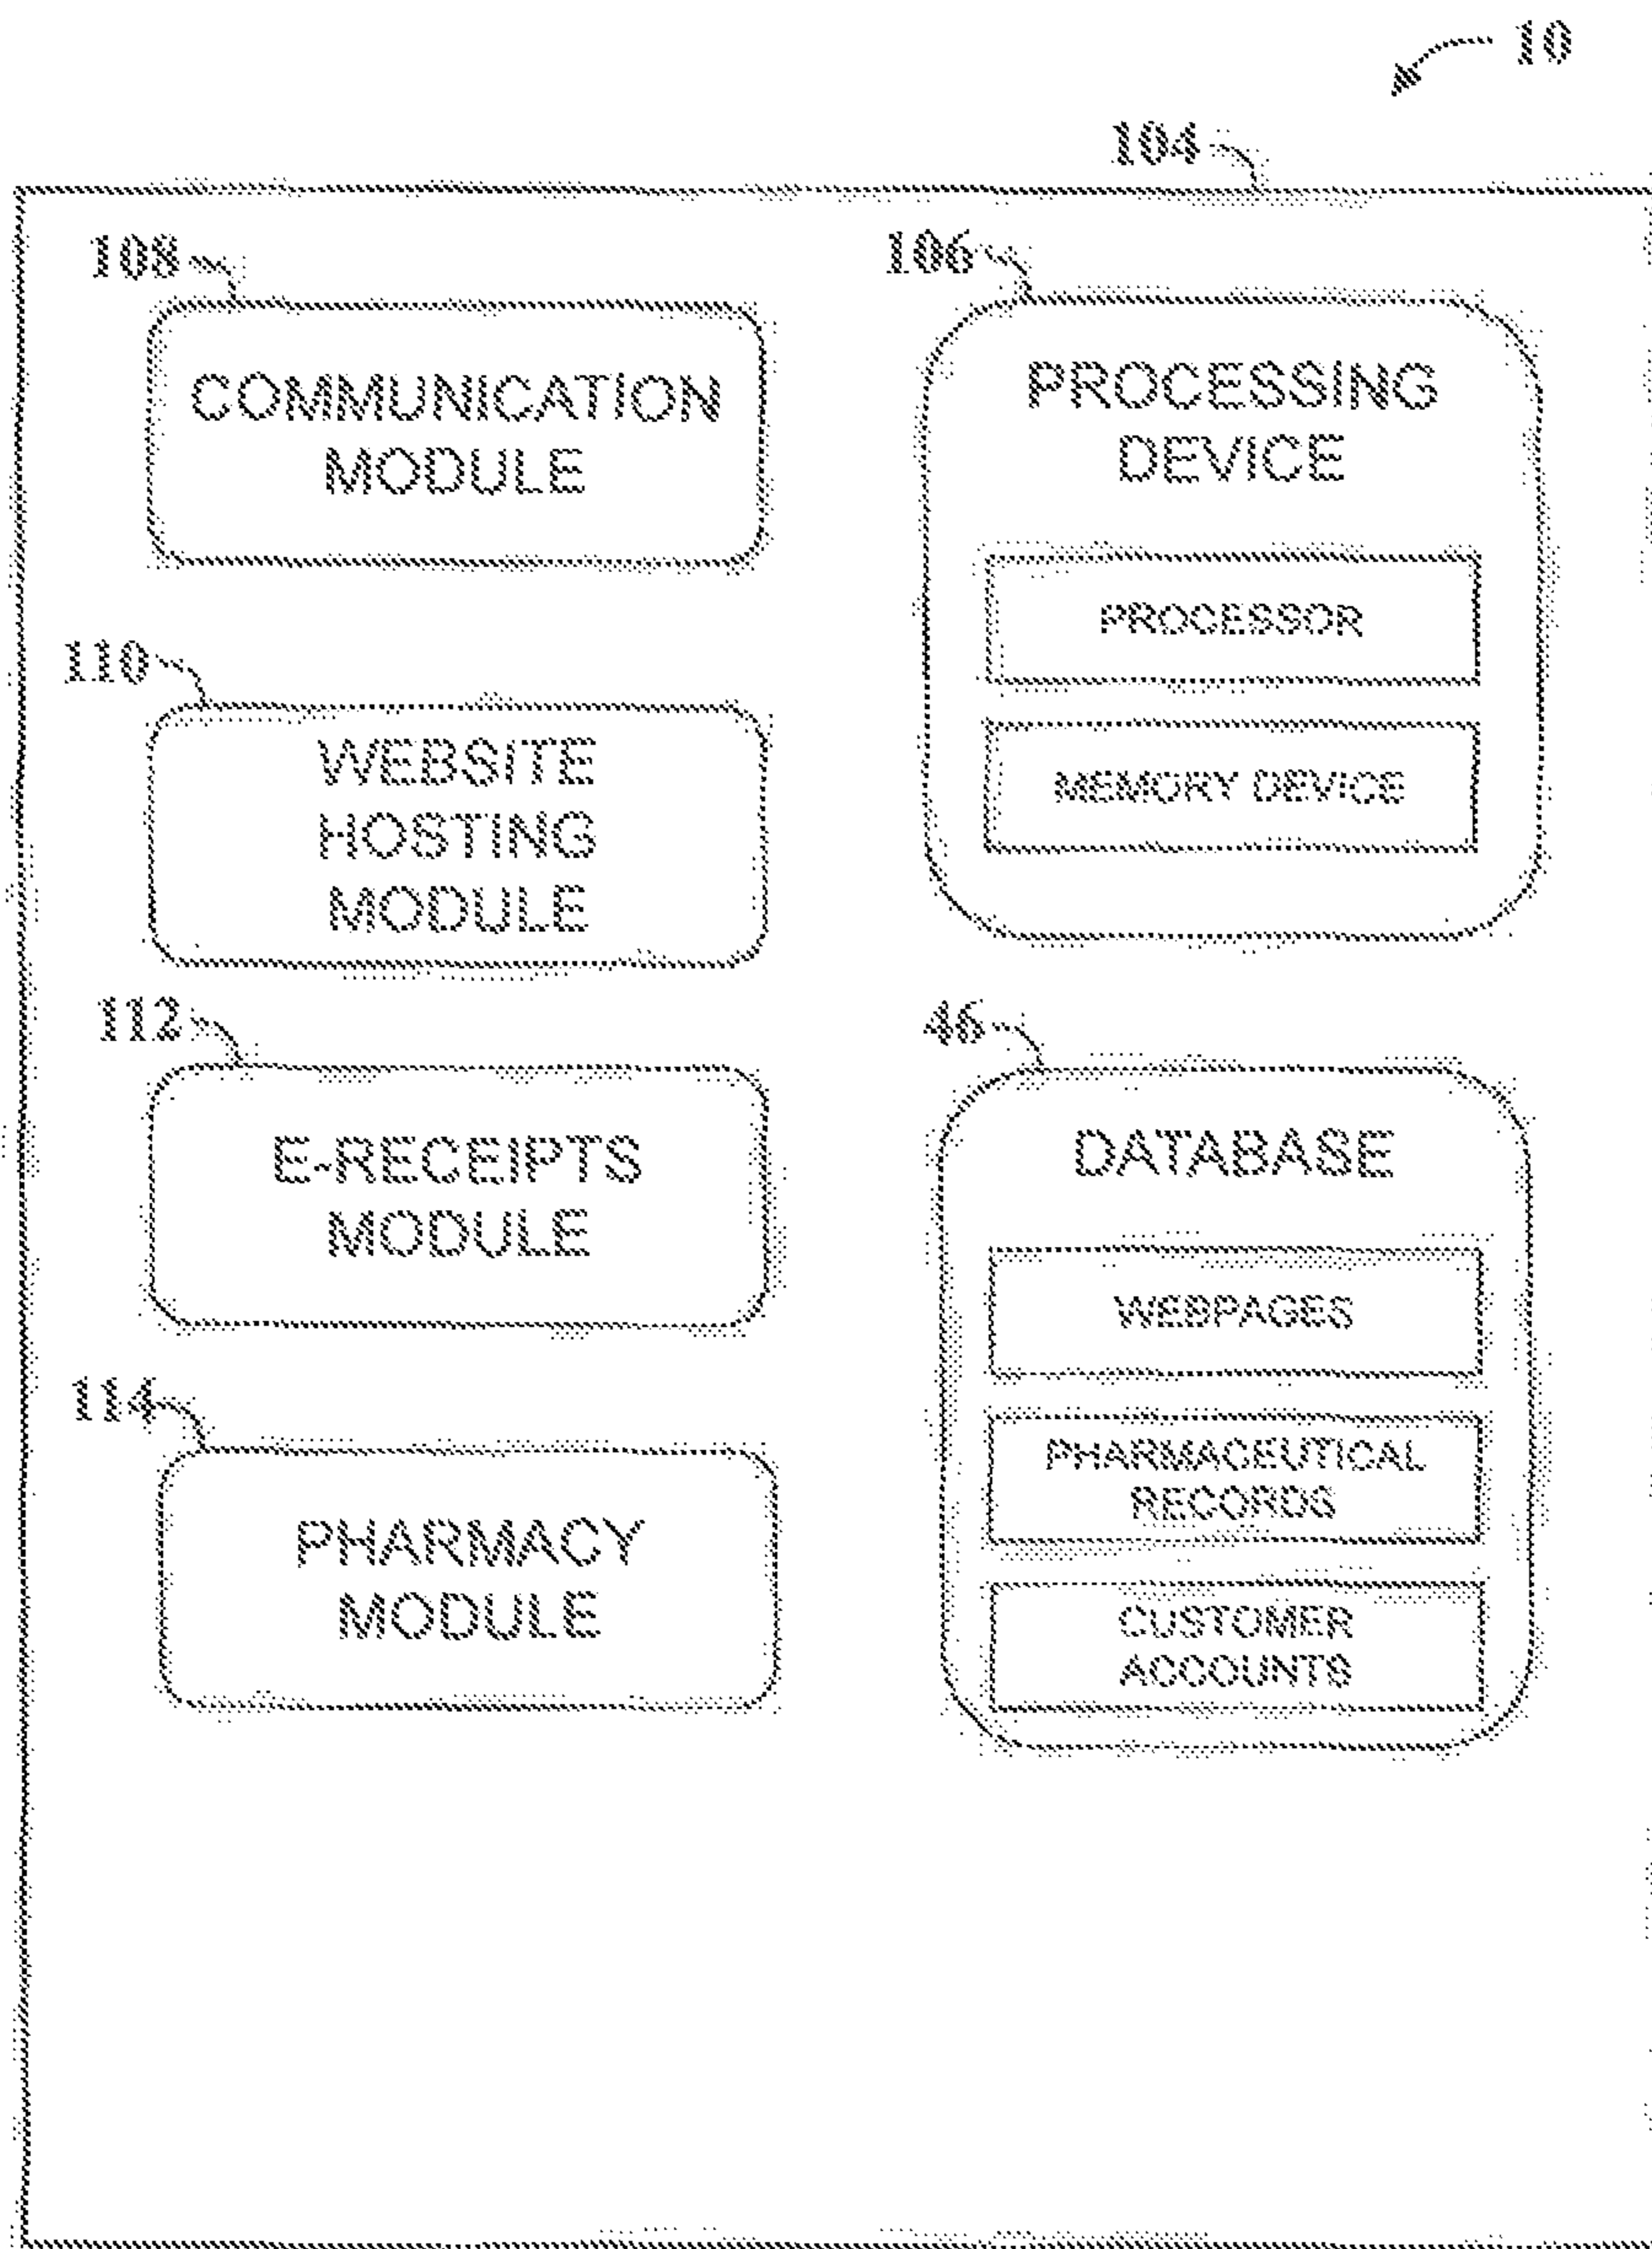 10
104
108
COMMUNICATION
MODULE
106
PROCESSING
DEVICE
PROCESSOR
MEMORY DEVICE
110
WEBSITE
HOSTING
MODULE
112
E-RECEIPTS
MODULE
46
DATABASE
WEBPAGES
PHARMACEUTICAL
RECORDS
CUSTOMER
ACCOUNTS
114
PHARMACY
MODULE